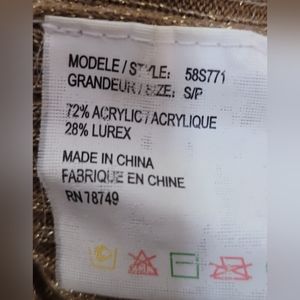 MODELE / STYLE: 58S771
GRANDEUR / SIZE: S/P
72% ACRYLIC / ACRYLIQUE
28% LUREX
MADE IN CHINA
FABRIQUE EN CHINE
RN 78749